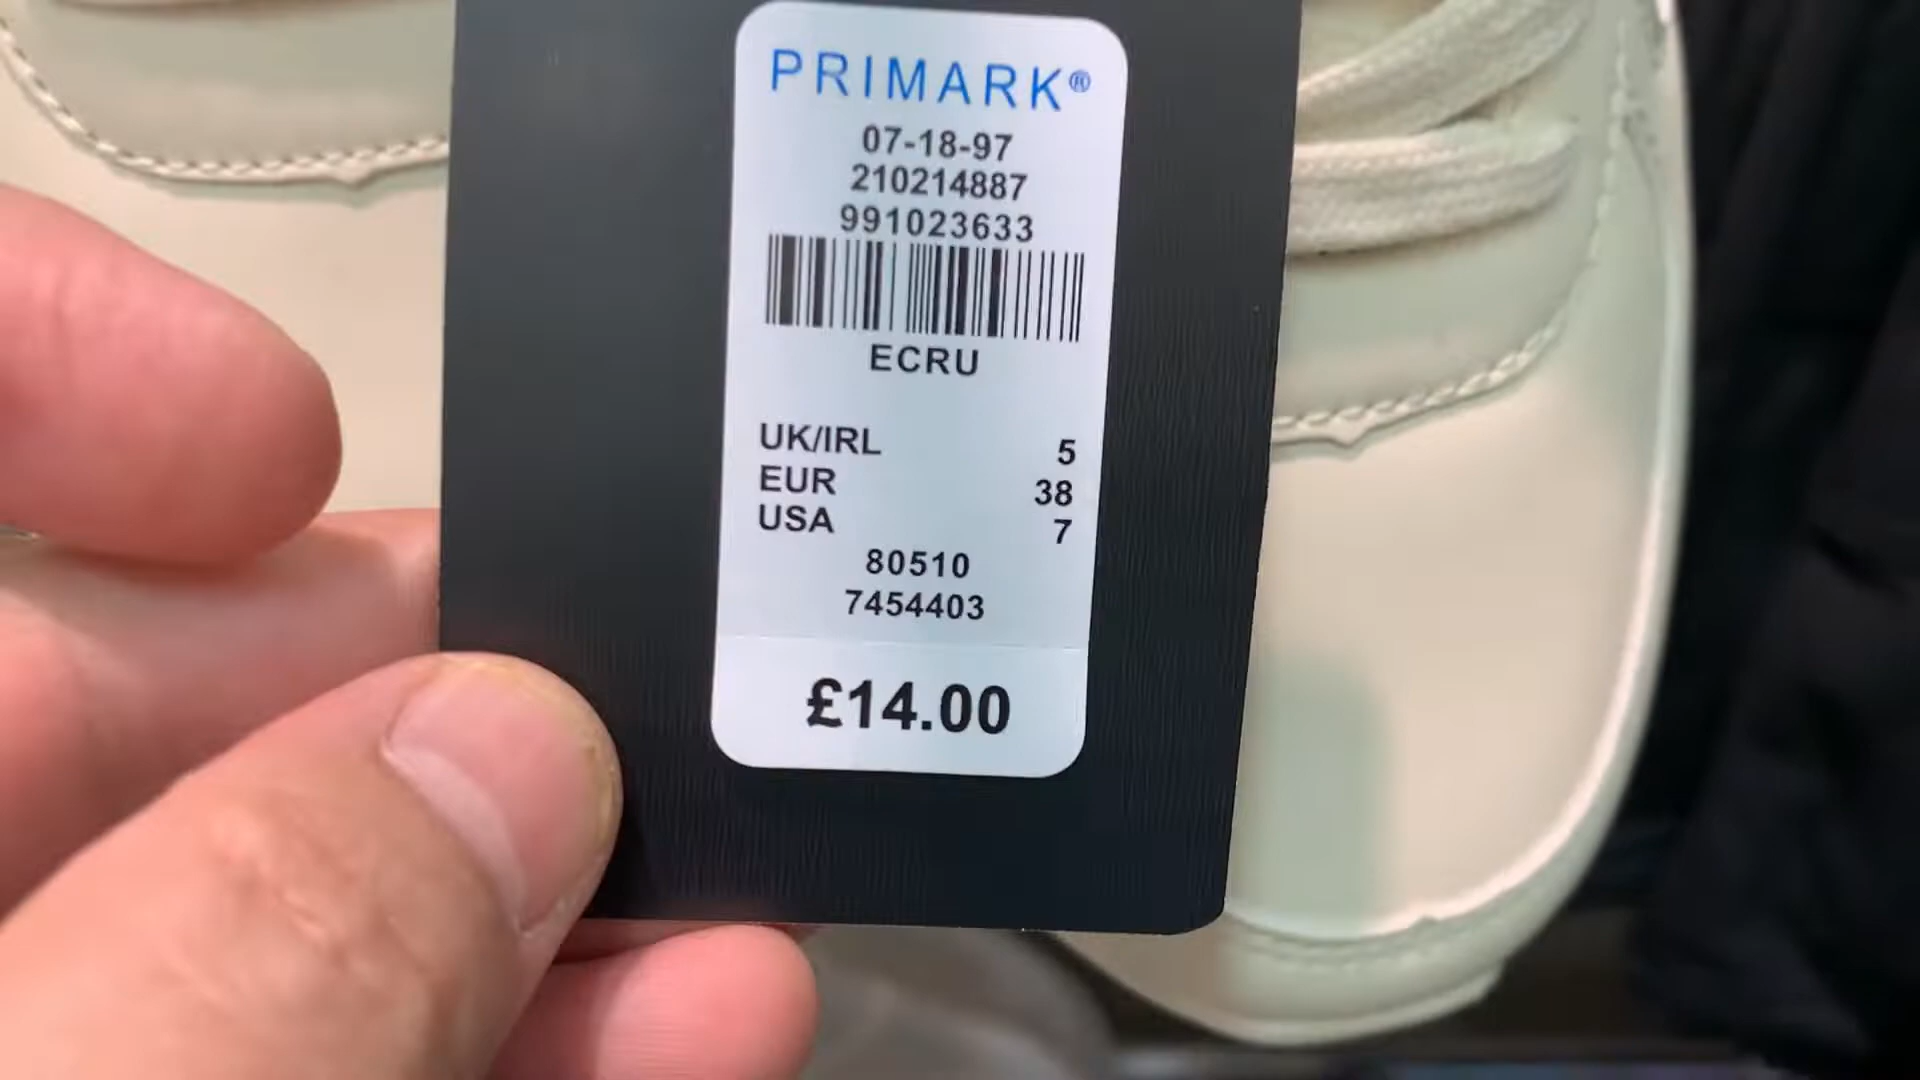 PRIMARK®
07-18-97
210214887
991023633
ECRU
UK/IRL 5
EUR 38
USA 7
80510
7454403
£14.00